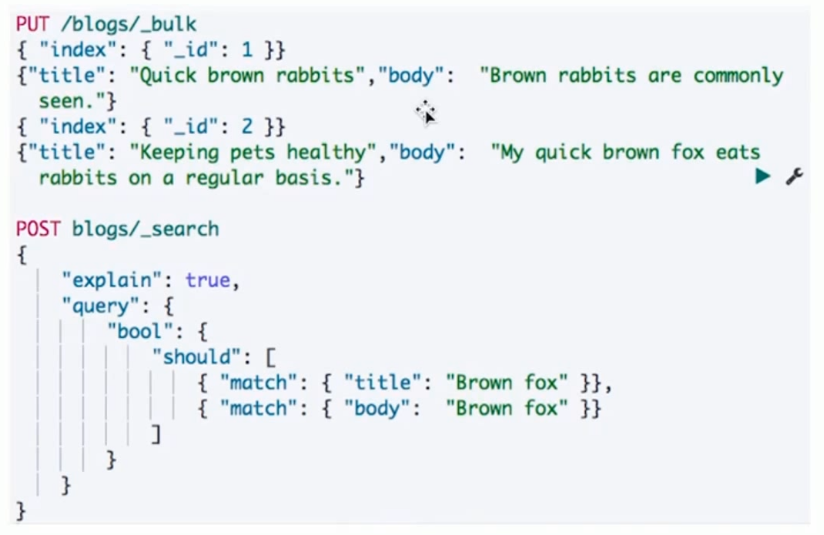 PUT /blogs/_bulk
{ "index": { "_id": 1 }}
{"title": "Quick brown rabbits","body":  "Brown rabbits are commonly
seen."}
{ "index": { "_id": 2 }}
{"title": "Keeping pets healthy","body":  "My quick brown fox eats
rabbits on a regular basis."}
POST blogs/_search
{
    "explain": true,
    "query": {
        "bool": {
            "should": [
                { "match": { "title": "Brown fox" }},
                { "match": { "body":  "Brown fox" }}
            ]
        }
    }
}